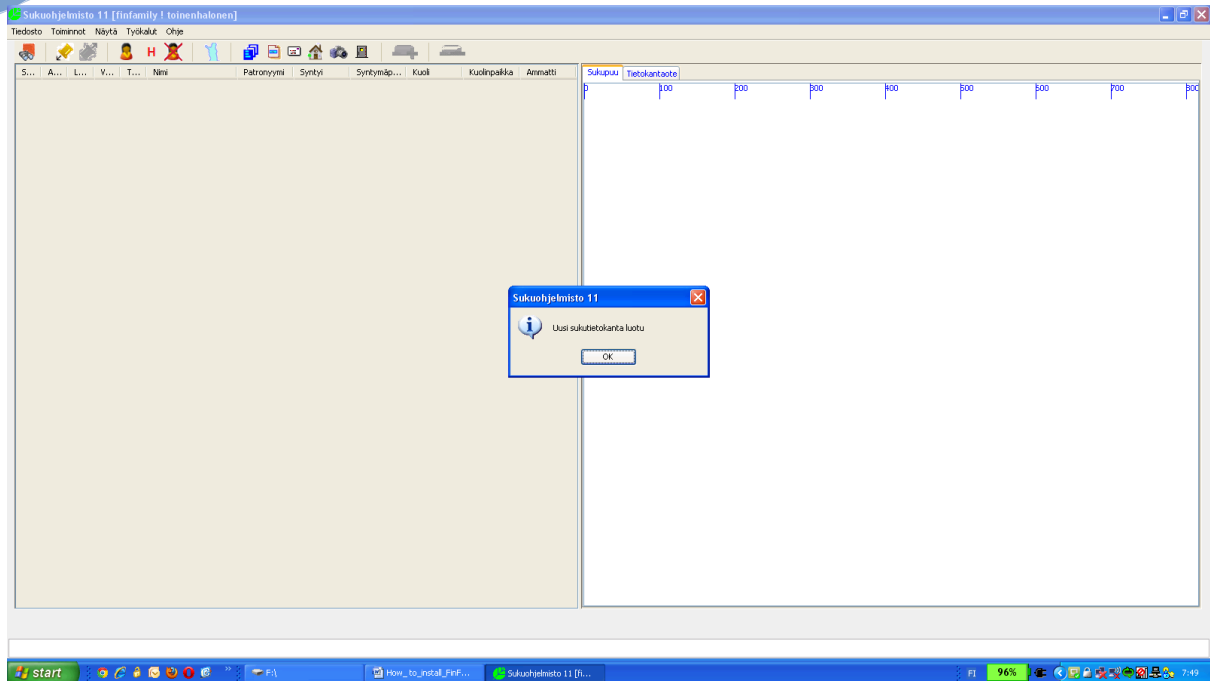 Sukuohjelmisto 11 [finfamily ! toinenhalonen]
Tiedosto Toiminnot Näytä Työkalut Ohje
H
S... A... L... V... T... Nimi Patronyymi Syntyi Syntymäp... Kuoli Kuolinpaikka Ammatti
Sukupuu Tietokantaote
0 100 200 300 400 500 600 700 800
Sukuohjelmisto 11
Uusi sukutietokanta luotu
OK
start F:\ How_to_install_FinF... Sukuohjelmisto 11 [fi... FI 96% 7:49